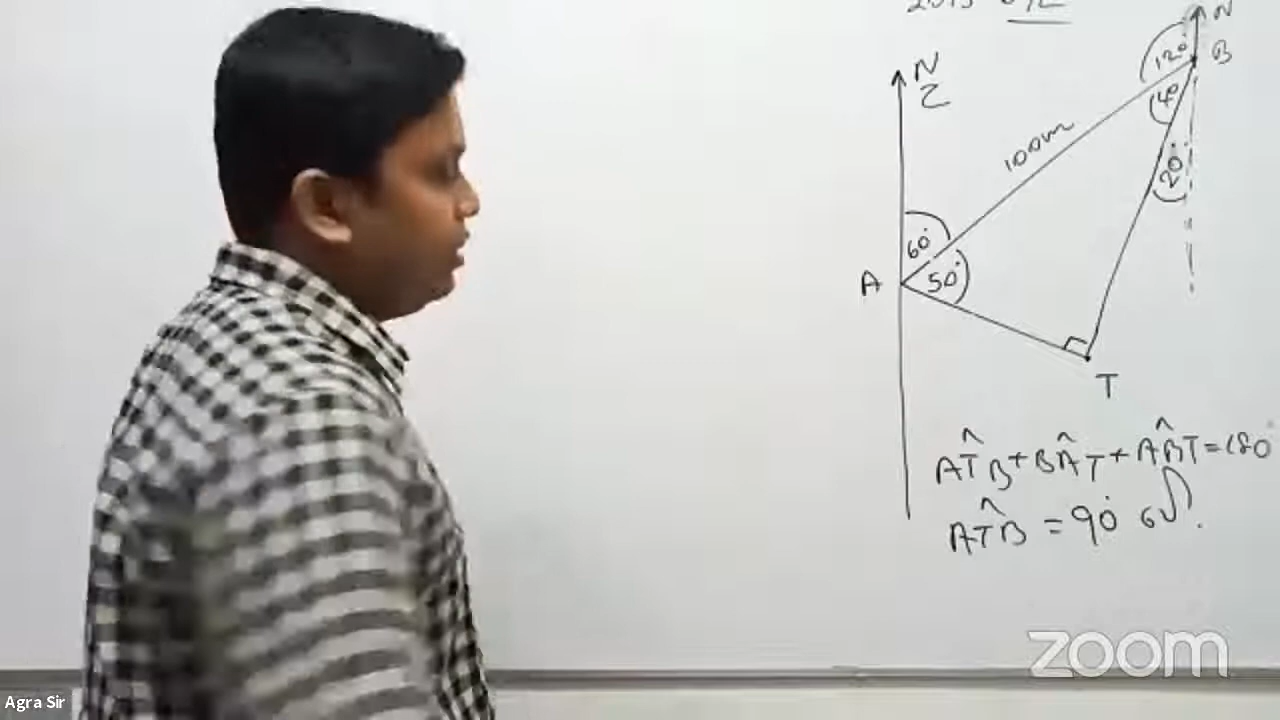 N
N
120°
B
40
100m
20°
60°
A
50°
T
AT̂B + BÂT + AB̂T = 180°
AT̂B = 90°
zoom
Agra Sir